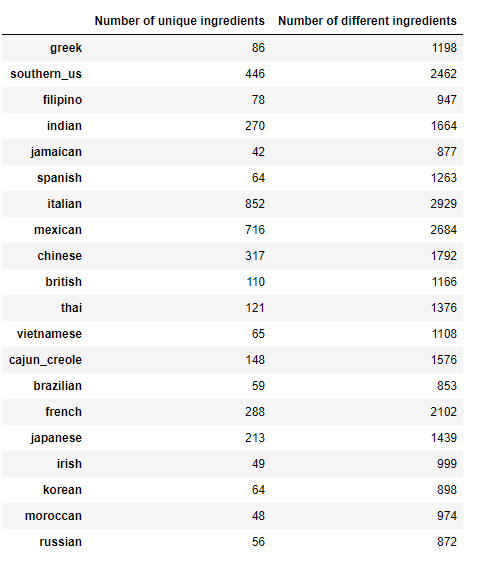 Number of unique ingredients Number of different ingredients
greek 86 1198
southern_us 446 2462
filipino 78 947
indian 270 1664
jamaican 42 877
spanish 64 1263
italian 852 2929
mexican 716 2684
chinese 317 1792
british 110 1166
thai 121 1376
vietnamese 65 1108
cajun_creole 148 1576
brazilian 59 853
french 288 2102
japanese 213 1439
irish 49 999
korean 64 898
moroccan 48 974
russian 56 872